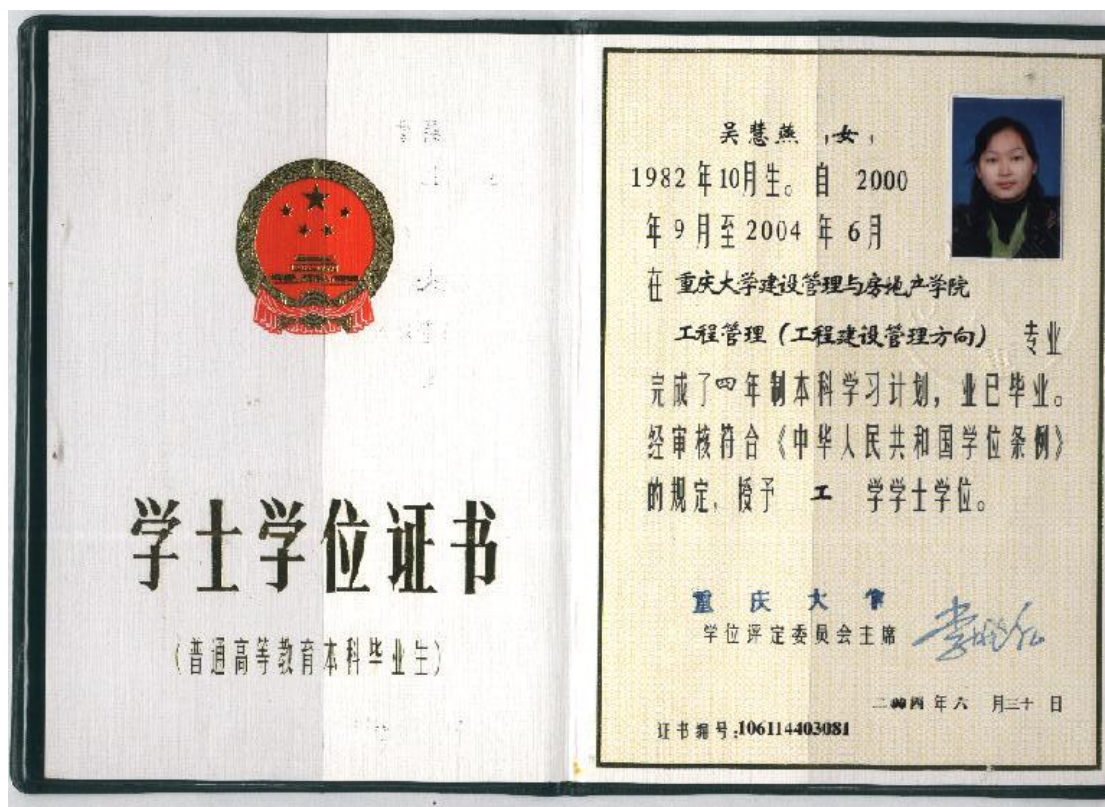 学士学位证书
(普通高等教育本科毕业生)
吴慧燕,女,
1982年10月生。自 2000
年9月至2004年6月
在 重庆大学建设管理与房地产学院
工程管理(工程建设管理方向) 专业
完成了四年制本科学习计划,业已毕业。
经审核符合《中华人民共和国学位条例》
的规定,授予 工 学学士学位。
重庆大学
学位评定委员会主席
二00四年六月三十日
证书编号:106114403081